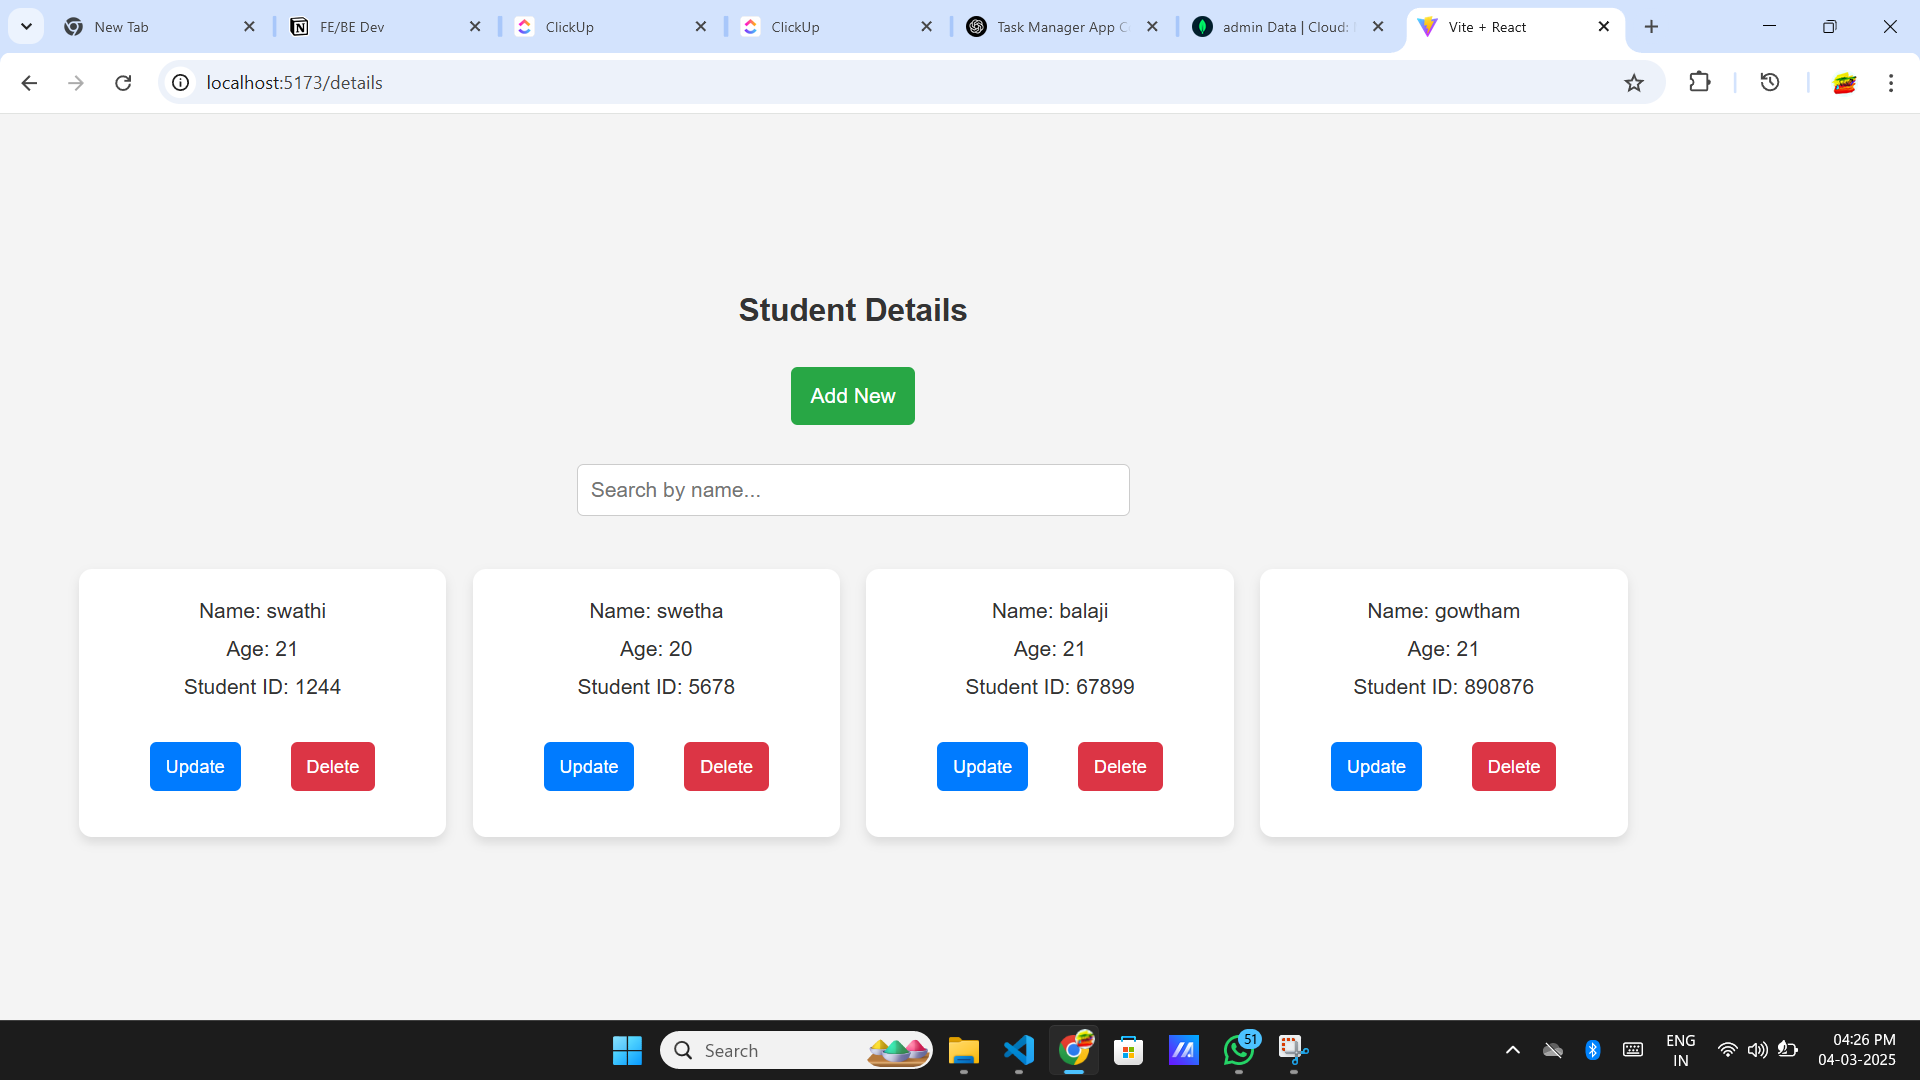 New Tab
FE/BE Dev
ClickUp
ClickUp
Task Manager App C
admin Data | Cloud:
Vite + React
localhost:5173/details
Student Details
Add New
Search by name...
Name: swathi
Age: 21
Student ID: 1244
Update Delete
Name: swetha
Age: 20
Student ID: 5678
Update Delete
Name: balaji
Age: 21
Student ID: 67899
Update Delete
Name: gowtham
Age: 21
Student ID: 890876
Update Delete
Search
51
ENG
IN
04:26 PM
04-03-2025